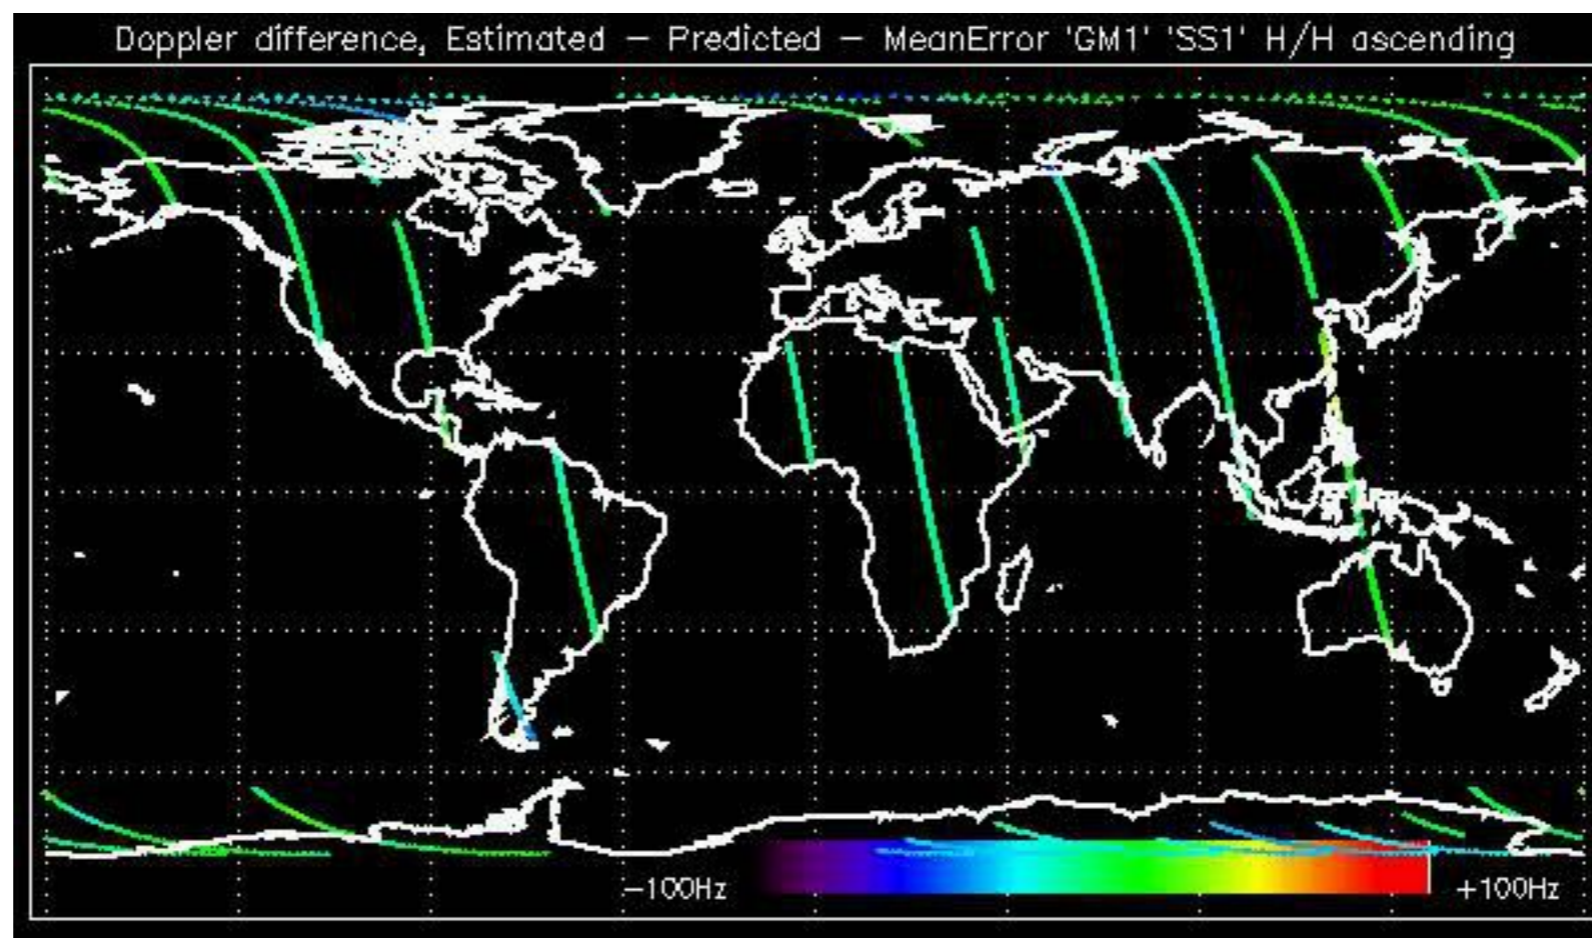 Doppler difference, Estimated − Predicted − MeanError 'GM1' 'SS1' H/H ascending
−100Hz +100Hz